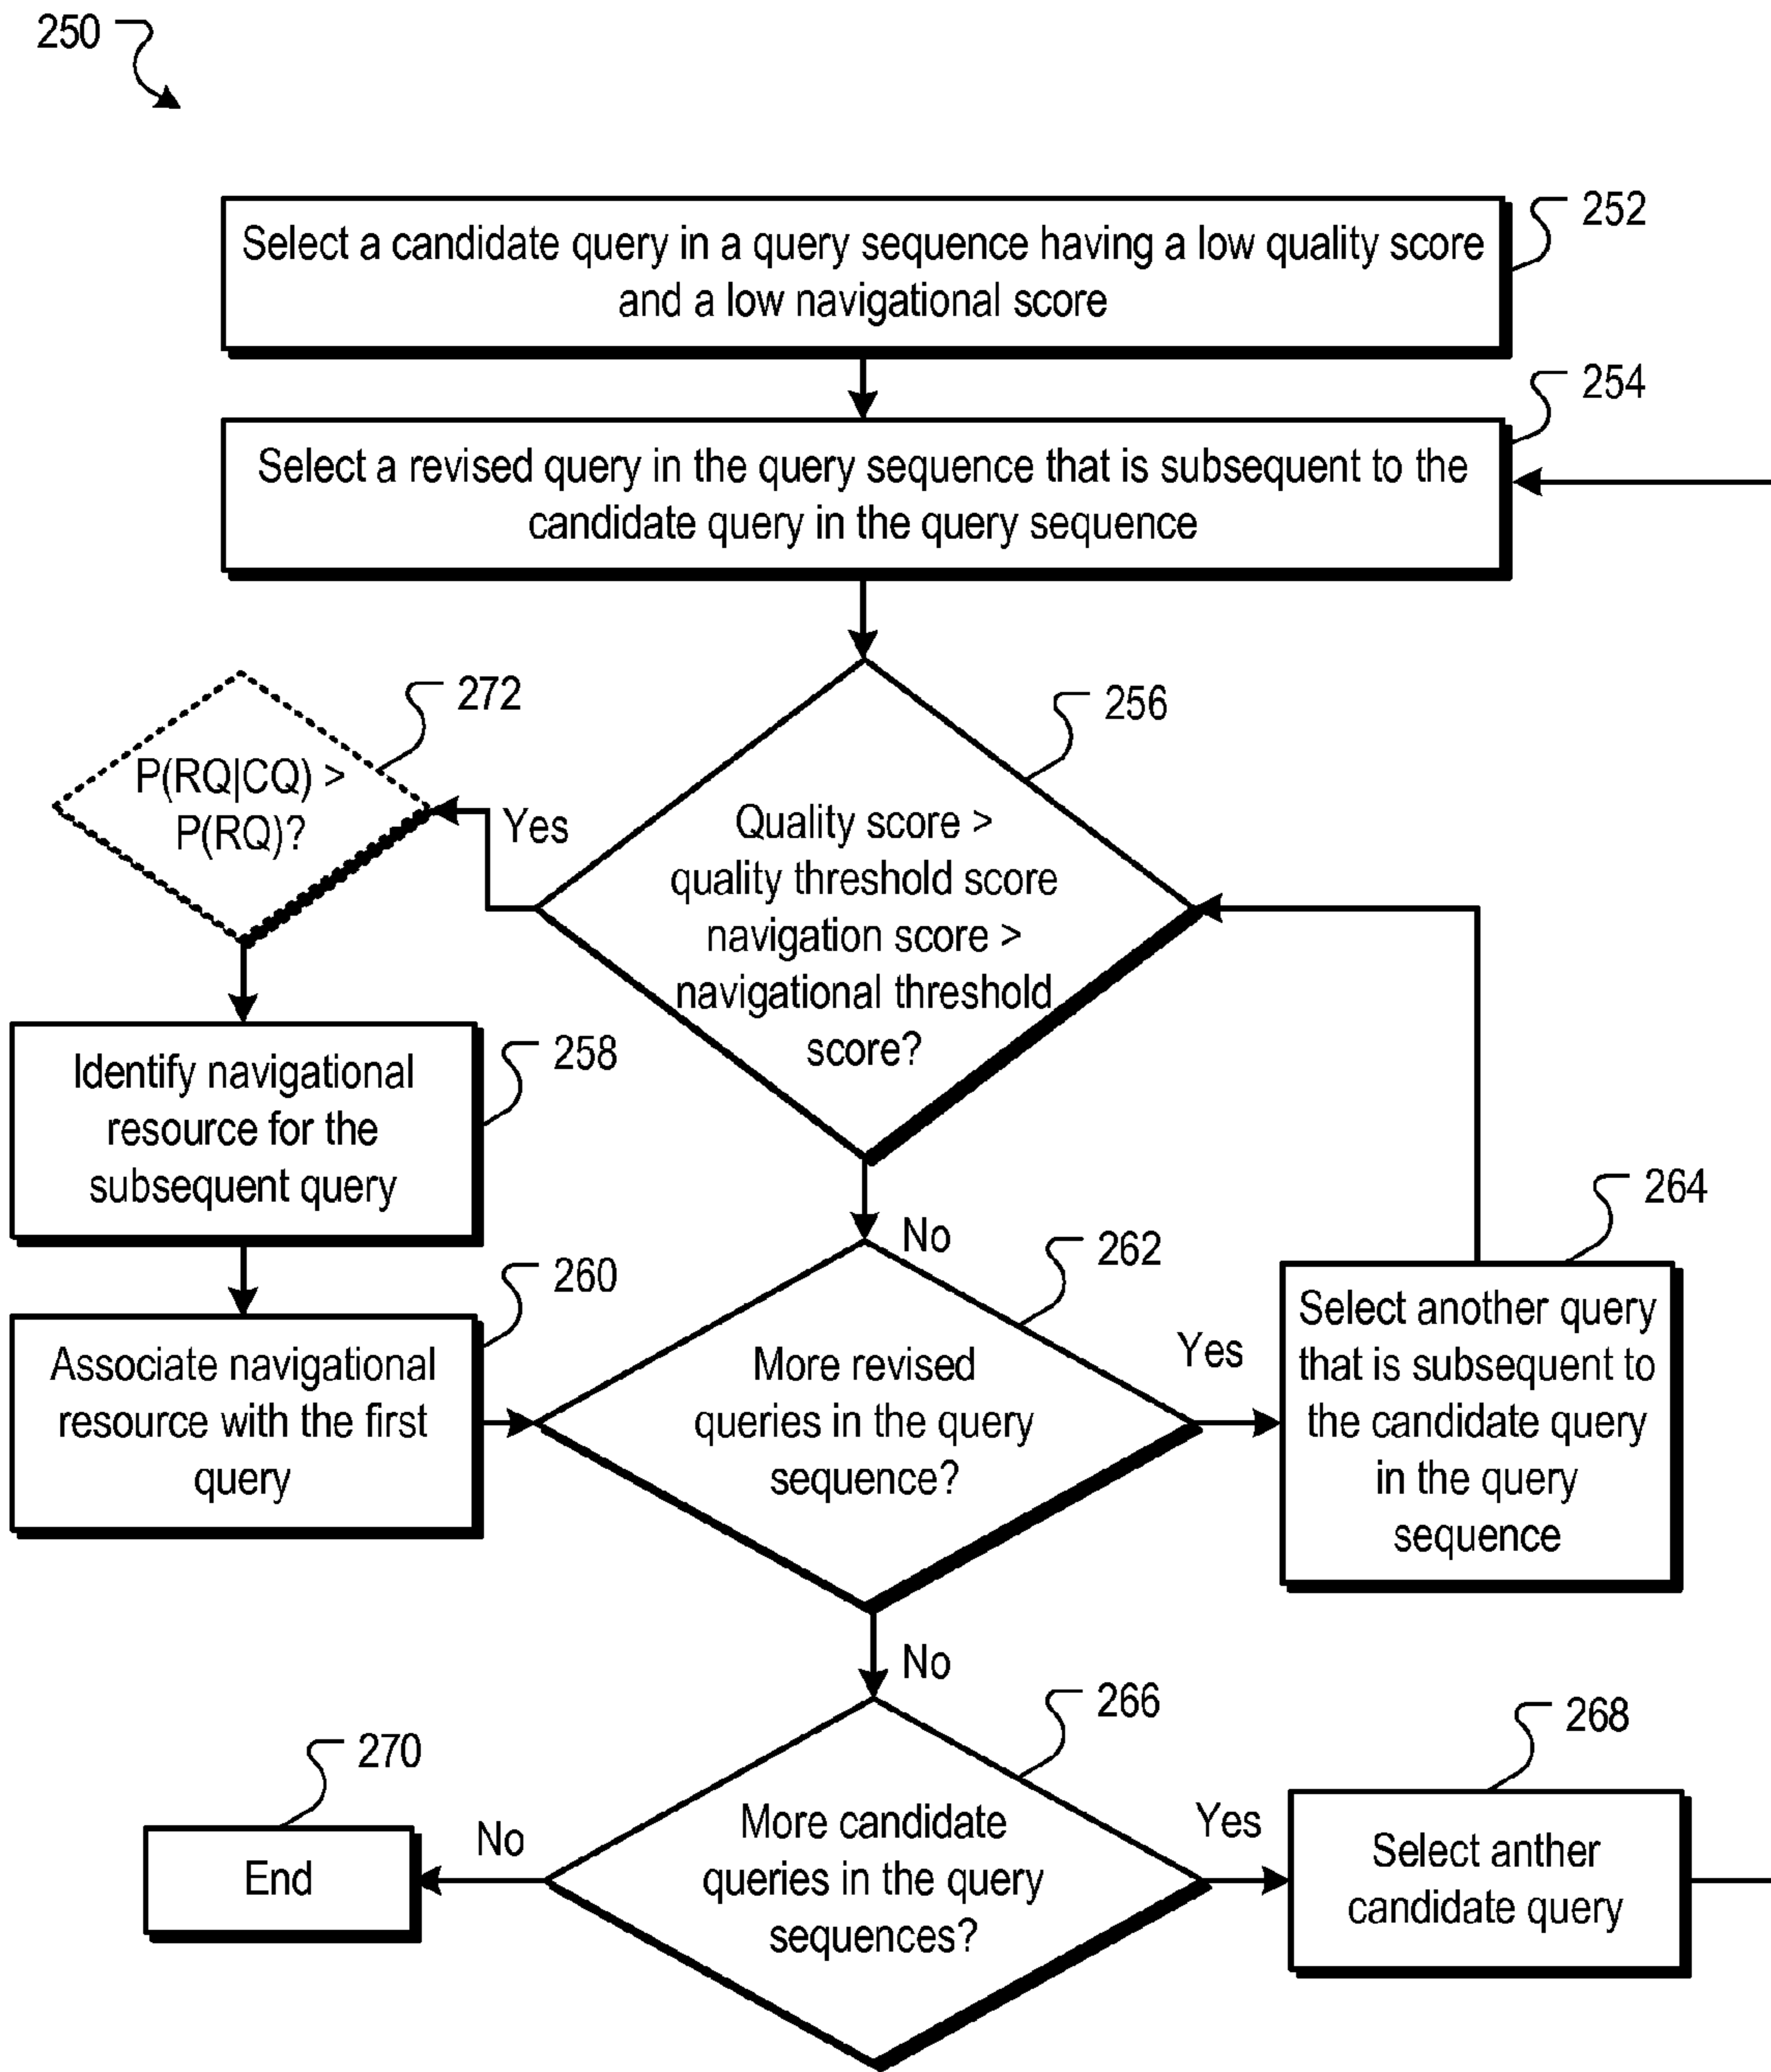 250
252
Select a candidate query in a query sequence having a low quality score
and a low navigational score
254
Select a revised query in the query sequence that is subsequent to the
candidate query in the query sequence
272
P(RQ|CQ) >
P(RQ)?
Yes
256
Quality score >
quality threshold score
navigation score >
navigational threshold
score?
258
Identify navigational
resource for the
subsequent query
No
260
Associate navigational
resource with the first
query
262
More revised
queries in the query
sequence?
Yes
264
Select another query
that is subsequent to
the candidate query
in the query
sequence
No
266
More candidate
queries in the query
sequences?
Yes
268
Select anther
candidate query
No
270
End